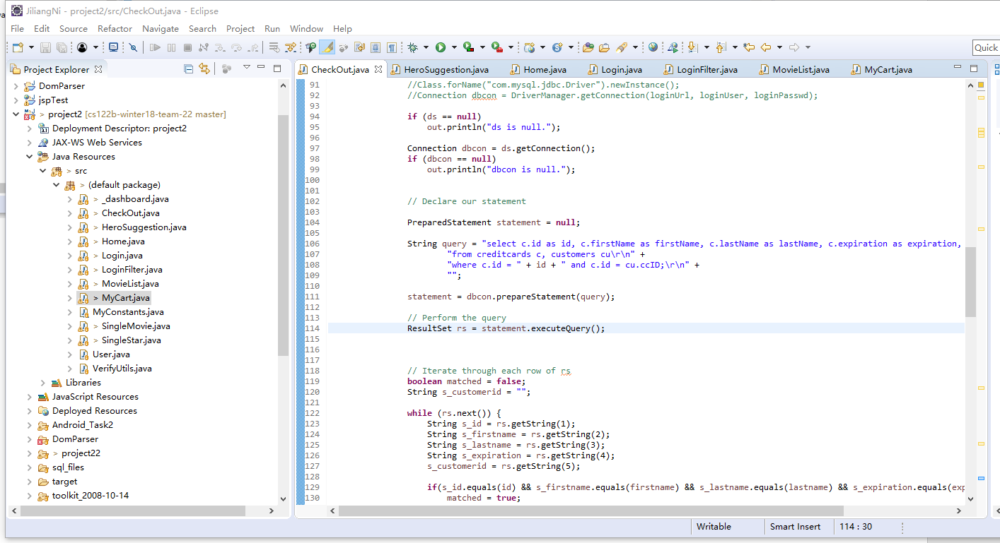 JiliangNi - project2/src/CheckOut.java - Eclipse
File Edit Source Refactor Navigate Search Project Run Window Help
Quick
Project Explorer
DomParser
jspTest
> project2 [cs122b-winter18-team-22 master]
Deployment Descriptor: project2
JAX-WS Web Services
Java Resources
> src
> (default package)
> _dashboard.java
> CheckOut.java
> HeroSuggestion.java
> Home.java
> Login.java
> LoginFilter.java
> MovieList.java
> MyCart.java
MyConstants.java
> SingleMovie.java
> SingleStar.java
User.java
VerifyUtils.java
Libraries
JavaScript Resources
Deployed Resources
Android_Task2
DomParser
> project22
sql_files
target
toolkit_2008-10-14
CheckOut.java HeroSuggestion.java Home.java Login.java LoginFilter.java MovieList.java MyCart.java
91 //Class.forName("com.mysql.jdbc.Driver").newInstance();
92 //Connection dbcon = DriverManager.getConnection(loginUrl, loginUser, loginPasswd);
93
94 if (ds == null)
95 out.println("ds is null.");
96
97 Connection dbcon = ds.getConnection();
98 if (dbcon == null)
99 out.println("dbcon is null.");
100
101
102 // Declare our statement
103
104 PreparedStatement statement = null;
105
106 String query = "select c.id as id, c.firstName as firstName, c.lastName as lastName, c.expiration as expiration,
107 "from creditcards c, customers cu\r\n" +
108 "where c.id = " + id + " and c.id = cu.ccID;\r\n" +
109 "";
110
111 statement = dbcon.prepareStatement(query);
112
113 // Perform the query
114 ResultSet rs = statement.executeQuery();
115
116
117
118 // Iterate through each row of rs
119 boolean matched = false;
120 String s_customerid = "";
121
122 while (rs.next()) {
123 String s_id = rs.getString(1);
124 String s_firstname = rs.getString(2);
125 String s_lastname = rs.getString(3);
126 String s_expiration = rs.getString(4);
127 s_customerid = rs.getString(5);
128
129 if(s_id.equals(id) && s_firstname.equals(firstname) && s_lastname.equals(lastname) && s_expiration.equals(exp
130 matched = true;
Writable Smart Insert 114 : 30